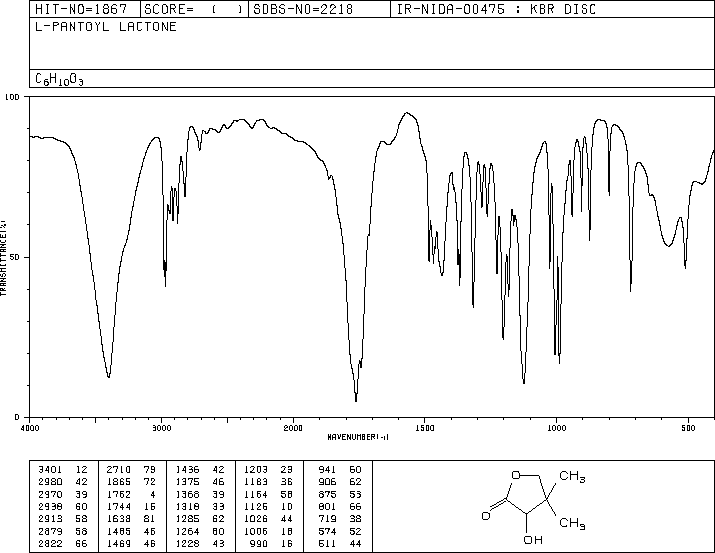 HIT-NO=1867 SCORE= ( ) SDBS-NO=2218 IR-NIDA-00475 : KBR DISC
L-PANTOYL LACTONE
C6H10O3
100
50
0
TRANSMITTANCE(%)
4000 3000 2000 1500 1000 500
WAVENUMBER(-1)
3401 12 2710 79 1436 42 1203 23 941 60
2980 42 1865 72 1375 46 1183 36 906 62
2970 39 1762 4 1368 39 1164 58 875 53
2938 60 1744 15 1318 33 1126 10 801 66
2913 58 1638 81 1285 62 1026 44 719 38
2879 58 1485 46 1264 60 1006 18 574 52
2822 66 1469 46 1228 43 990 16 511 44
O
CH3
O
CH3
OH